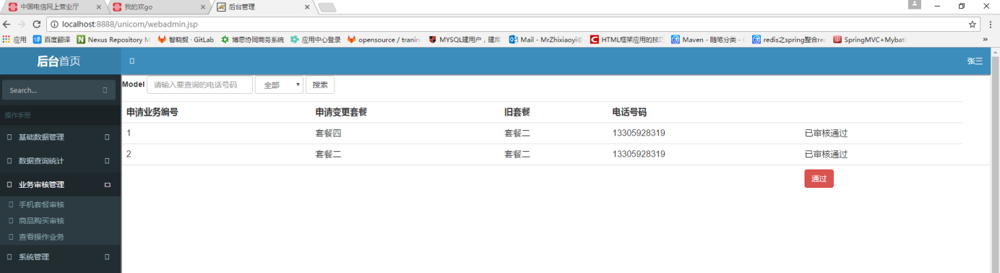 中国电信网上营业厅
我的欢go
后台管理
localhost:8888/unicom/webadmin.jsp
应用 百度翻译 Nexus Repository M 智晓毅 · GitLab 博思协同商务系统 应用中心登录 opensource / tranin MYSQL建用户，建库 Mail - MrZhixiaoyi@ HTML框架应用的技巧 Maven - 随笔分类 - redis之spring整合red SpringMVC+Mybati »
后台首页
张三
Search...
操作手册
基础数据管理
数据查询统计
业务审核管理
手机套餐审核
商品购买审核
查看操作业务
系统管理
Model 请输入要查询的电话号码 全部 搜索
申请业务编号 申请变更套餐 旧套餐 电话号码
1 套餐四 套餐二 13305928319 已审核通过
2 套餐二 套餐二 13305928319 已审核通过
通过